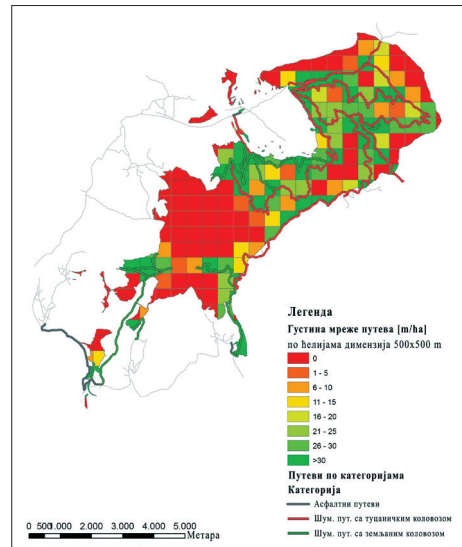 Легенда
Густина мреже путева [m/ha]
по ћелијама димензија 500x500 m
0
1 - 5
6 - 10
11 - 15
16 - 20
21 - 25
26 - 30
>30
Путеви по категоријама
Категорија
Асфалтни путеви
Шум. пут. са туцаничким коловозом
Шум. пут. са земљаним коловозом
0 500 1.000 2.000 3.000 4.000 5.000
Метара